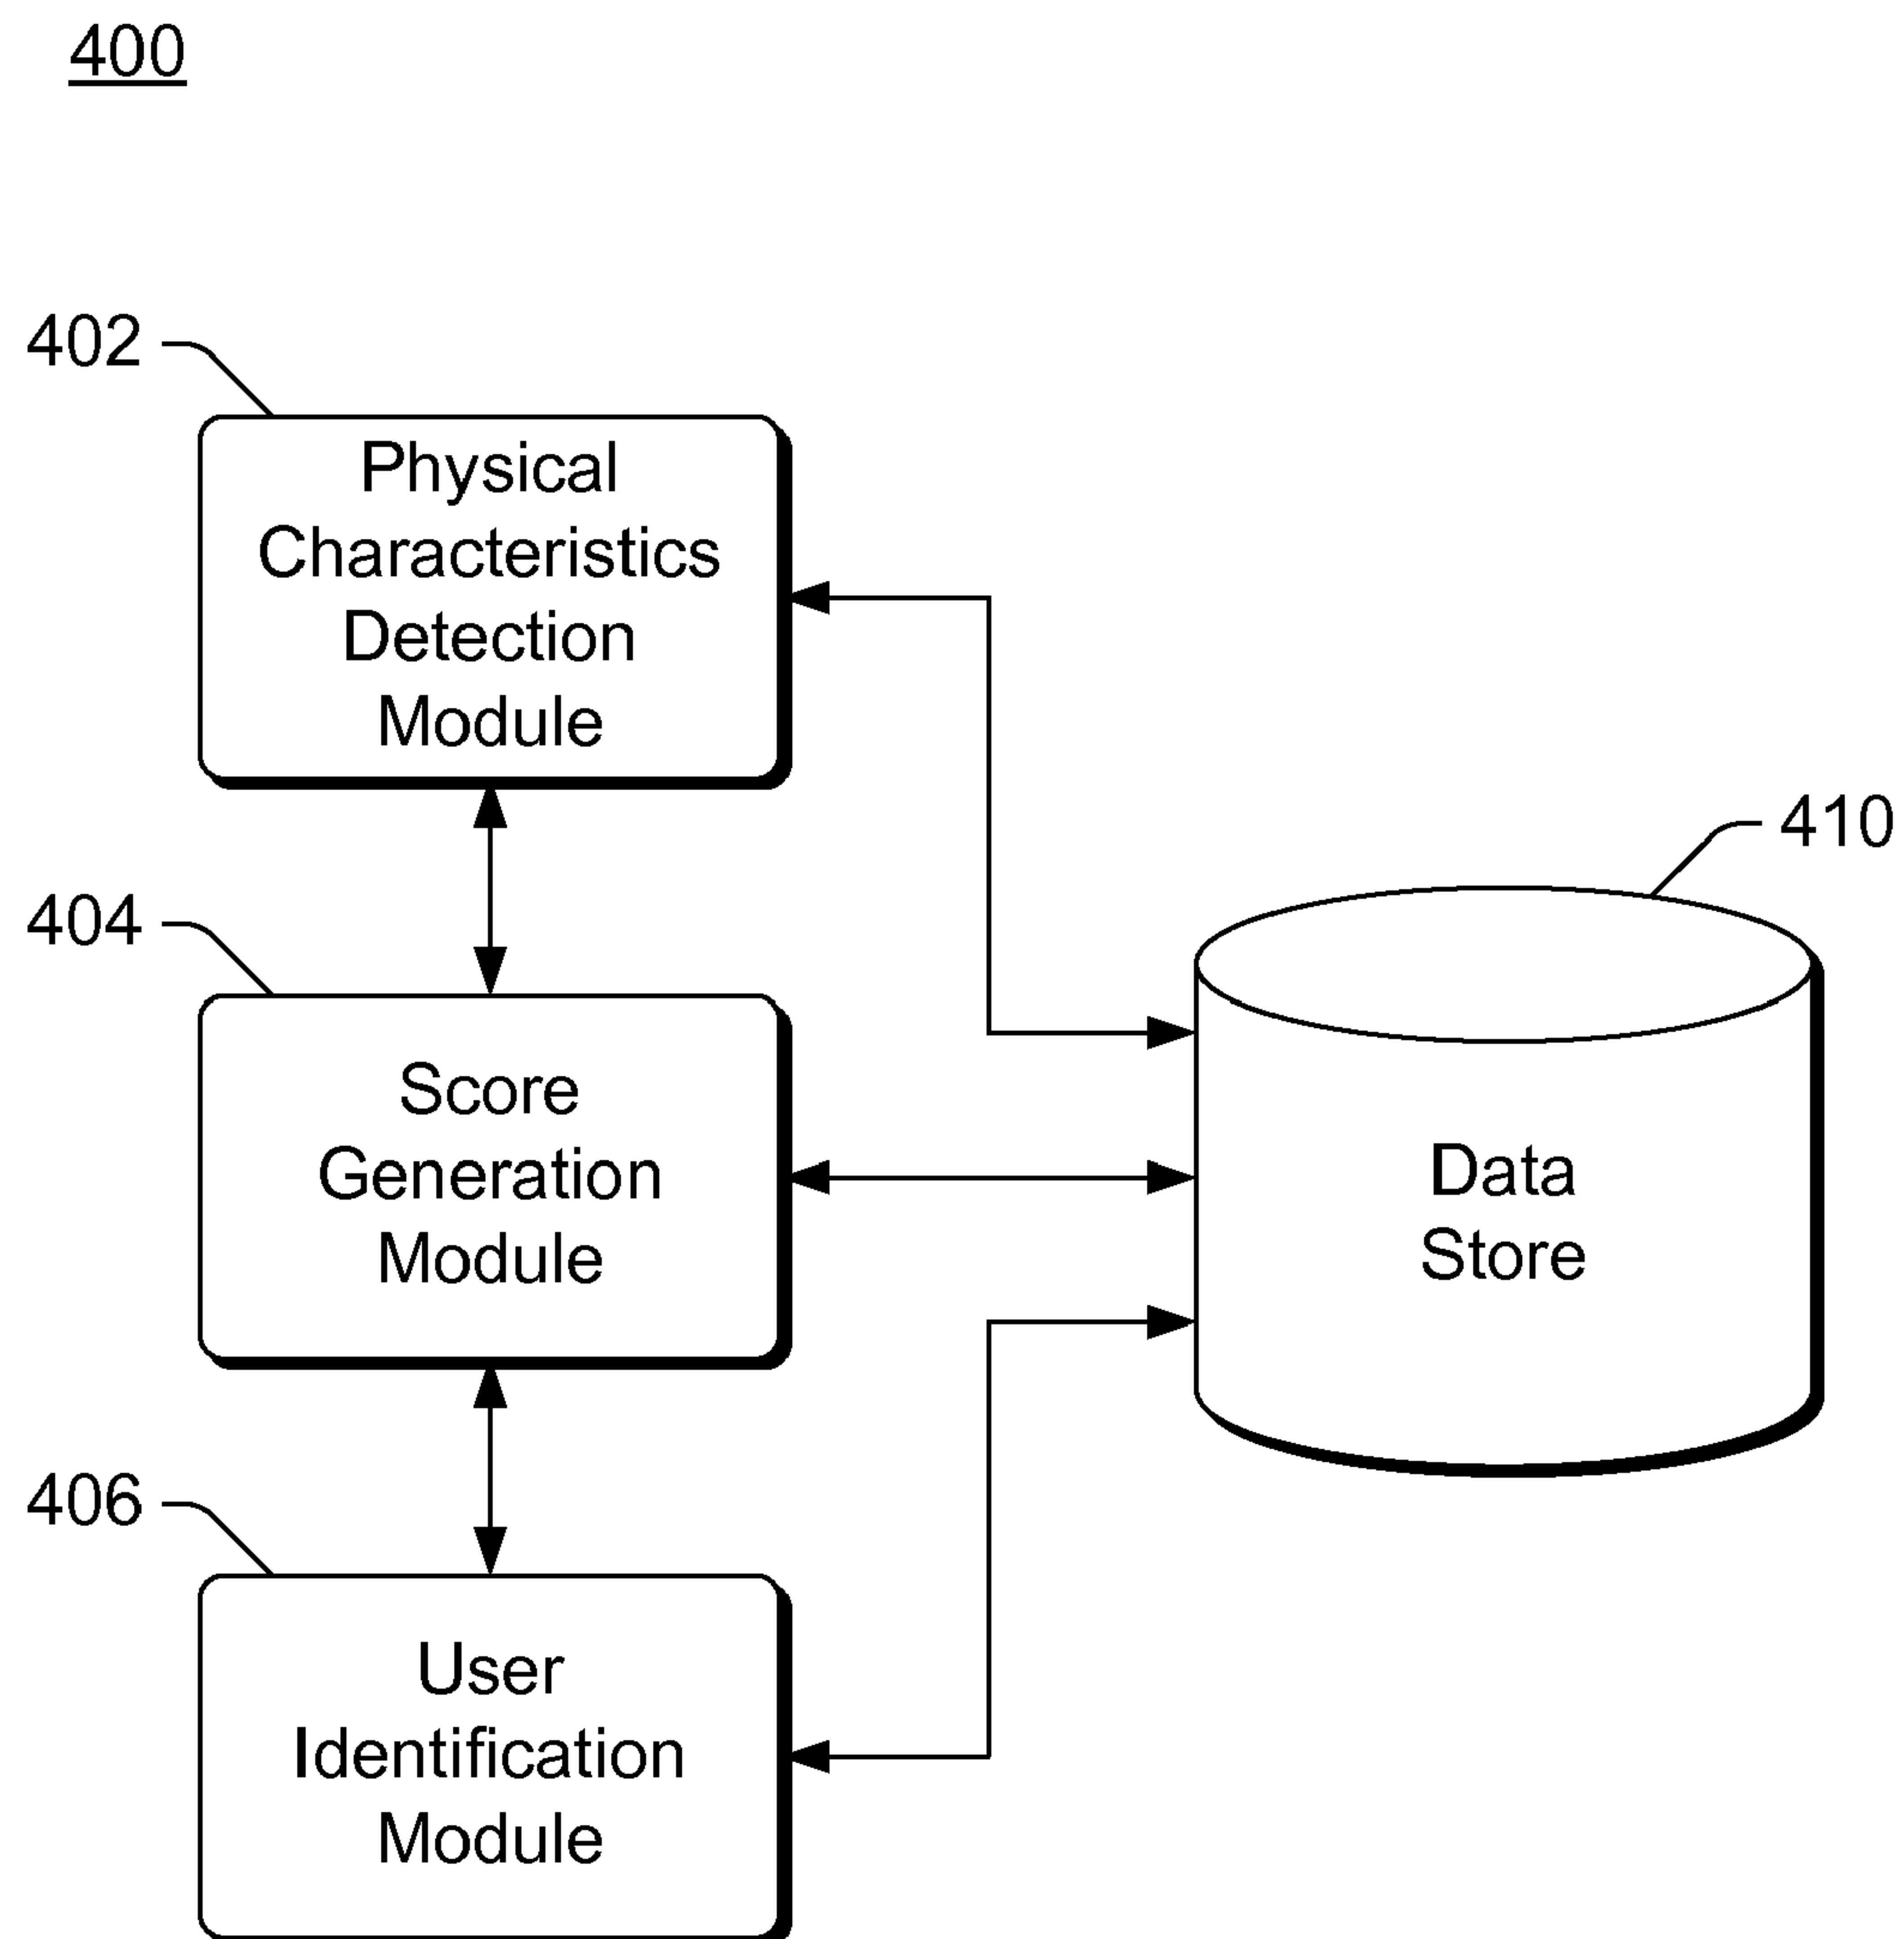 400
402
Physical
Characteristics
Detection
Module
410
404
Score
Generation
Module
Data
Store
406
User
Identification
Module